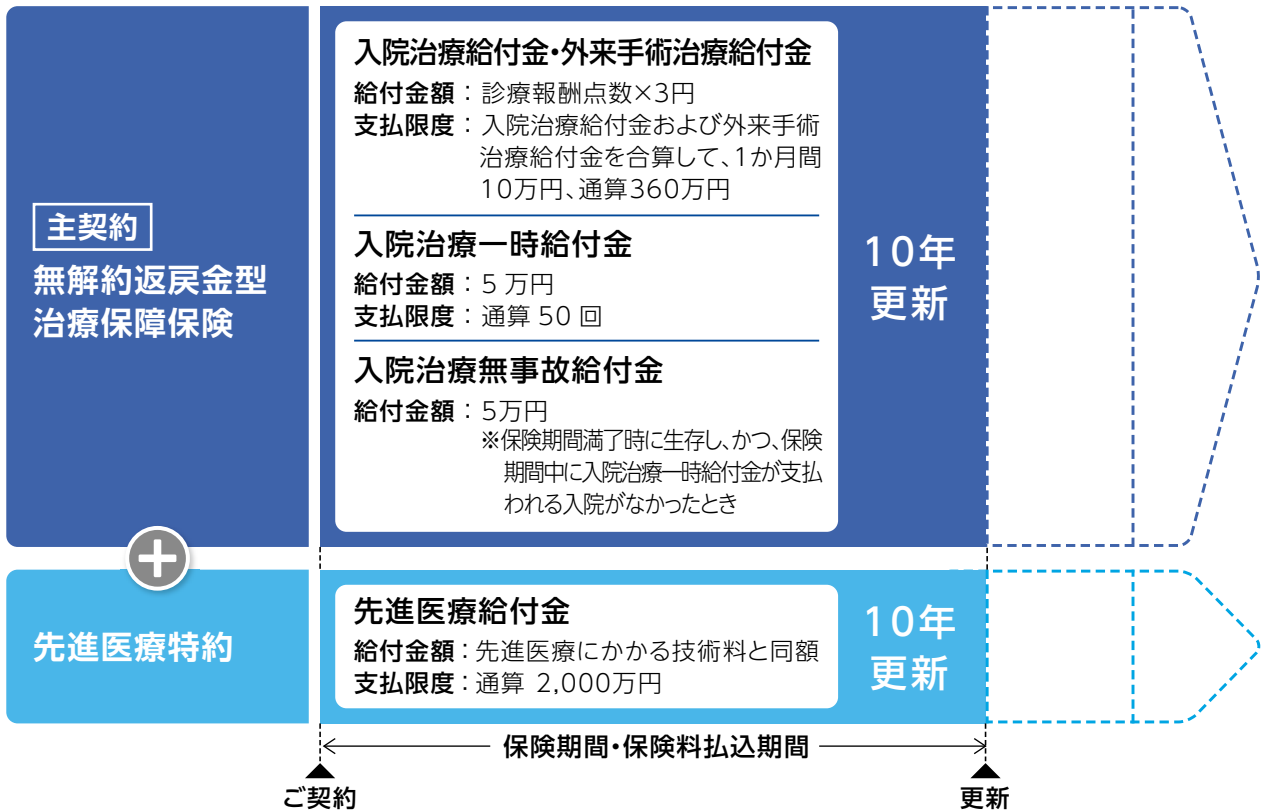 主契約
無解約返戻金型
治療保障保険
入院治療給付金・外来手術治療給付金
給付金額：診療報酬点数×3円
支払限度：入院治療給付金および外来手術
治療給付金を合算して、1か月間
10万円、通算360万円
入院治療一時給付金
給付金額：5 万円
支払限度：通算 50 回
入院治療無事故給付金
給付金額：5万円
※保険期間満了時に生存し、かつ、保険
期間中に入院治療一時給付金が支払
われる入院がなかったとき
10年
更新
+
先進医療特約
先進医療給付金
給付金額：先進医療にかかる技術料と同額
支払限度：通算 2,000万円
10年
更新
保険期間・保険料払込期間
ご契約
更新